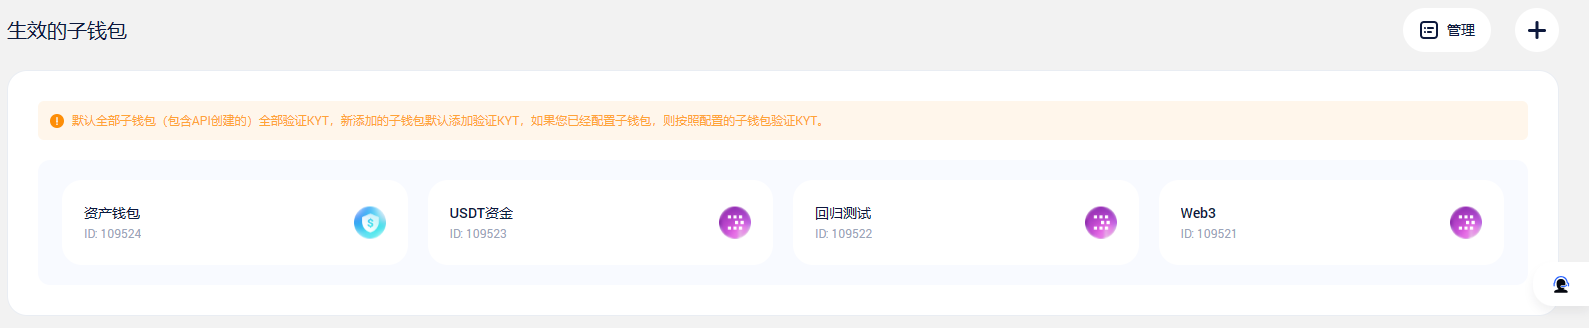 生效的子钱包
管理
默认全部子钱包（包含API创建的）全部验证KYT，新添加的子钱包默认添加验证KYT，如果您已经配置子钱包，则按照配置的子钱包验证KYT。
资产钱包
ID: 109524
USDT资金
ID: 109523
回归测试
ID: 109522
Web3
ID: 109521